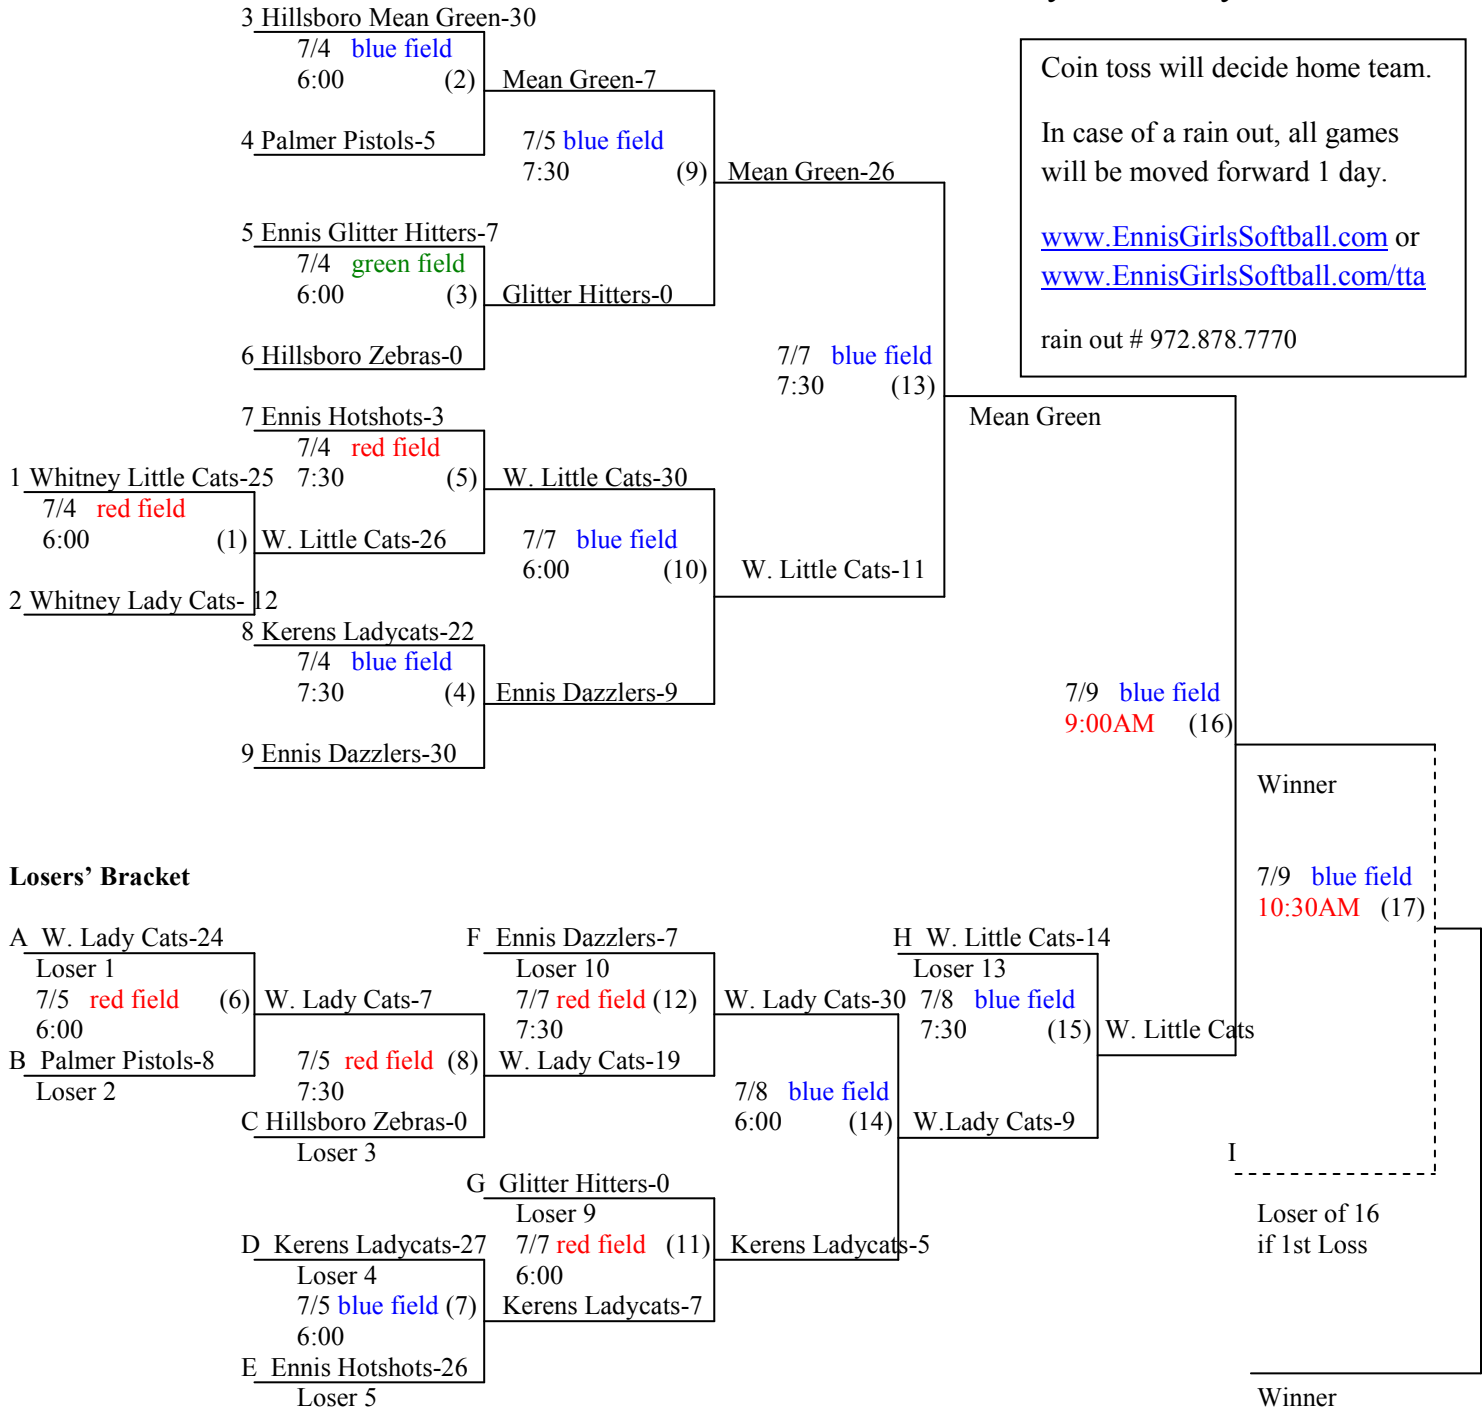 3 Hillsboro Mean Green-30
7/4 blue field
6:00 (2)
Mean Green-7
4 Palmer Pistols-5
7/5 blue field
7:30 (9)
Mean Green-26
5 Ennis Glitter Hitters-7
7/4 green field
6:00 (3)
Glitter Hitters-0
6 Hillsboro Zebras-0
7/7 blue field
7:30 (13)
Mean Green
Coin toss will decide home team.
In case of a rain out, all games
will be moved forward 1 day.
www.EnnisGirlsSoftball.com or
www.EnnisGirlsSoftball.com/tta
rain out # 972.878.7770
7 Ennis Hotshots-3
7/4 red field
7:30 (5)
W. Little Cats-30
1 Whitney Little Cats-25
7/4 red field
6:00 (1)
W. Little Cats-26
2 Whitney Lady Cats- 12
7/7 blue field
6:00 (10)
W. Little Cats-11
8 Kerens Ladycats-22
7/4 blue field
7:30 (4)
Ennis Dazzlers-9
9 Ennis Dazzlers-30
7/9 blue field
9:00AM (16)
Winner
7/9 blue field
10:30AM (17)
Losers’ Bracket
A W. Lady Cats-24
Loser 1
7/5 red field (6)
6:00
W. Lady Cats-7
B Palmer Pistols-8
Loser 2
7/5 red field (8)
7:30
C Hillsboro Zebras-0
Loser 3
F Ennis Dazzlers-7
Loser 10
7/7 red field (12)
7:30
W. Lady Cats-30
W. Lady Cats-19
H W. Little Cats-14
Loser 13
7/8 blue field
7:30 (15)
W. Little Cats
7/8 blue field
6:00 (14)
W.Lady Cats-9
G Glitter Hitters-0
Loser 9
7/7 red field (11)
6:00
Kerens Ladycats-5
D Kerens Ladycats-27
Loser 4
7/5 blue field (7)
6:00
Kerens Ladycats-7
E Ennis Hotshots-26
Loser 5
I
Loser of 16
if 1st Loss
Winner